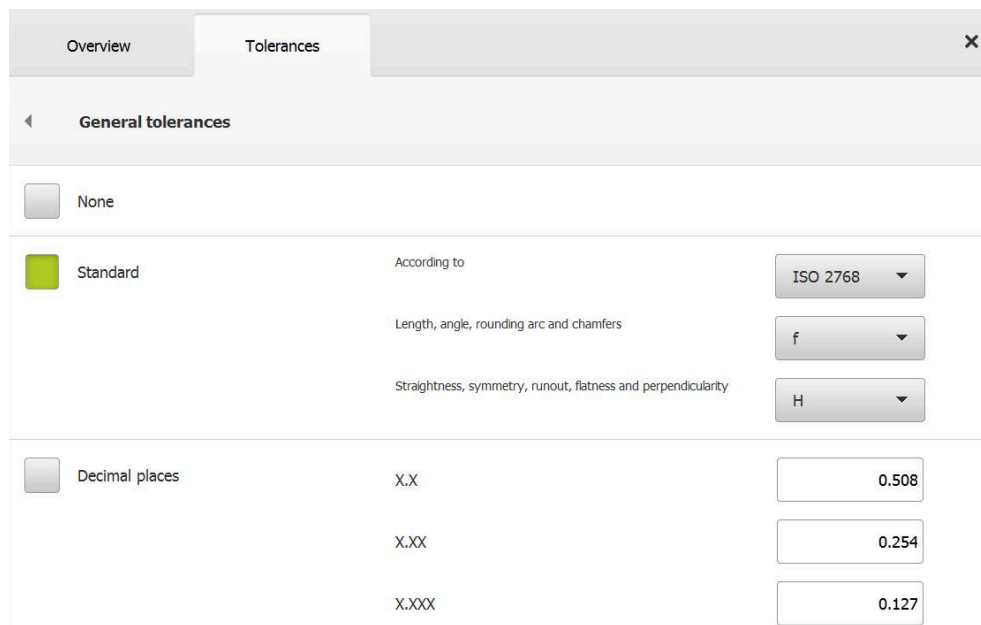 Overview Tolerances ×
General tolerances
None
Standard According to ISO 2768
Length, angle, rounding arc and chamfers f
Straightness, symmetry, runout, flatness and perpendicularity H
Decimal places X.X 0.508
X.XX 0.254
X.XXX 0.127